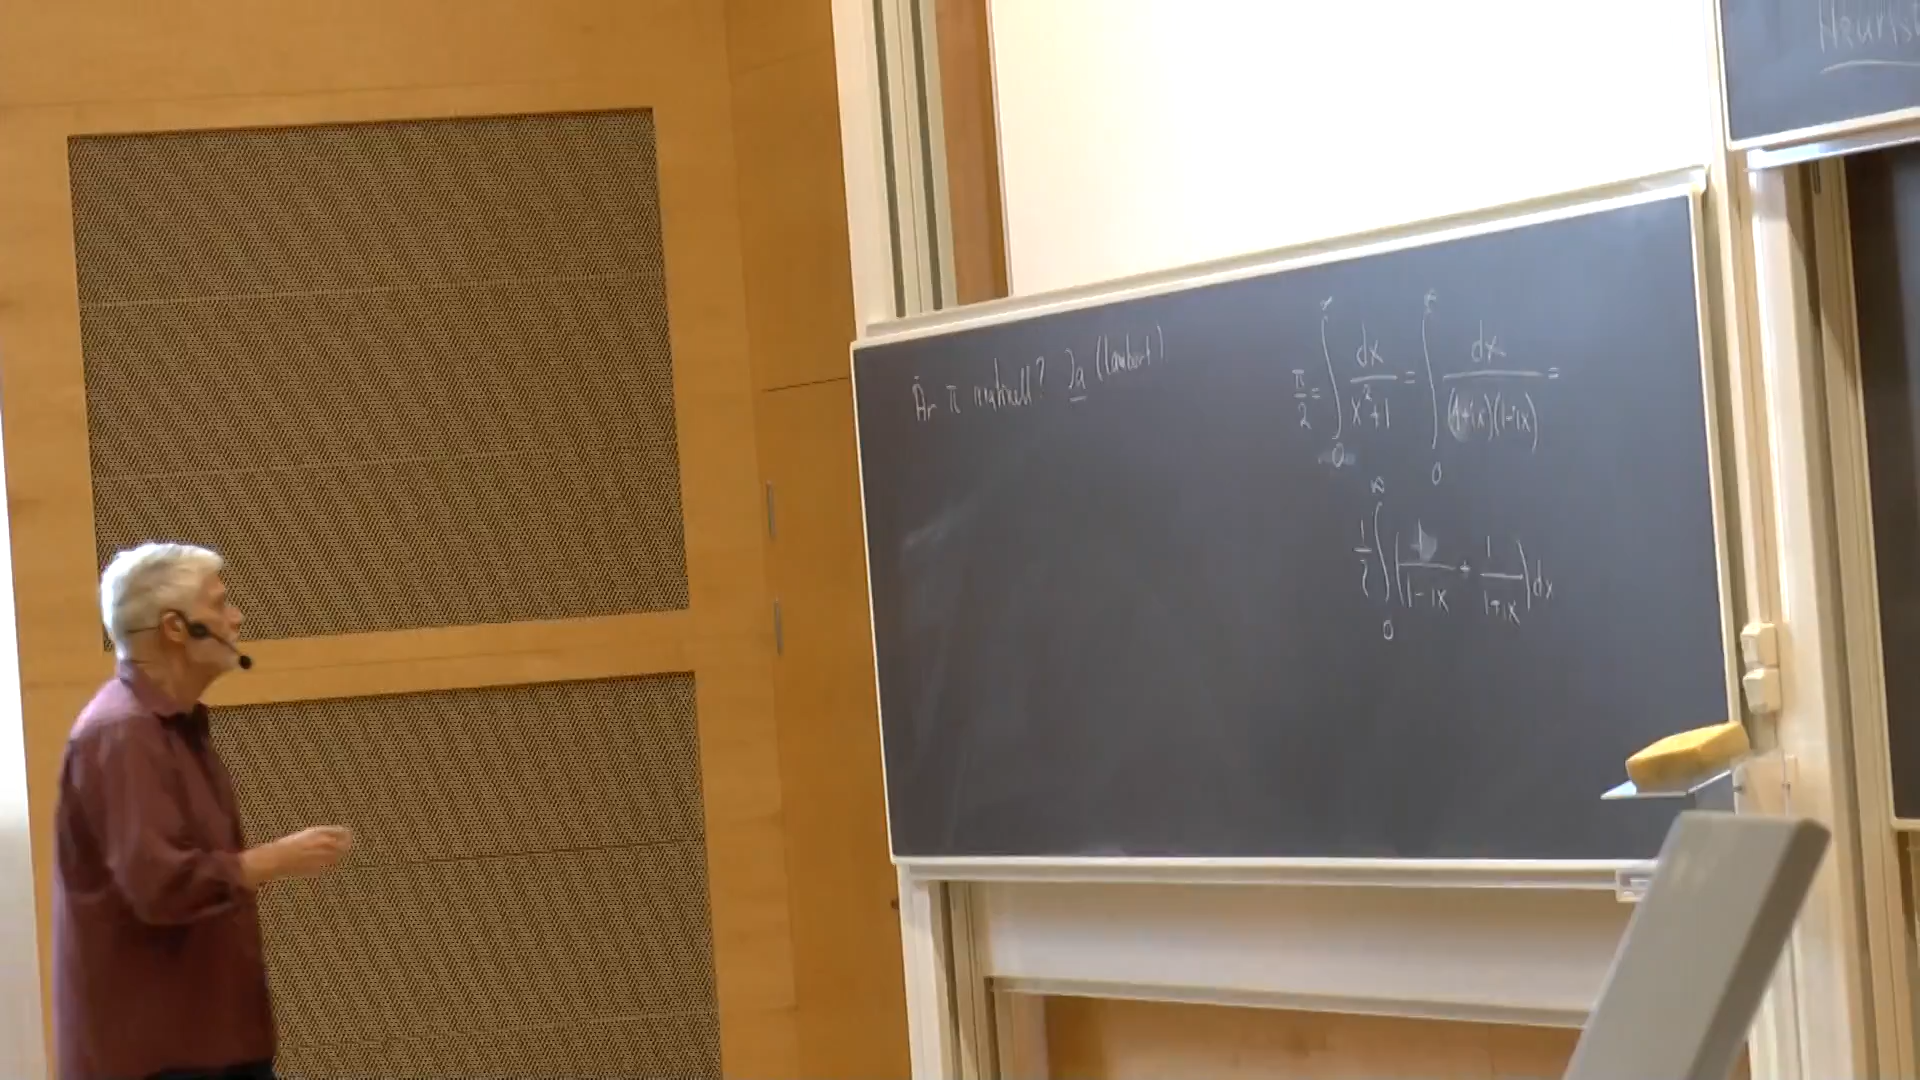 Är π irrationell? Ja (Lambert)
π/2 = ∫₀^∞ dx/(x²+1) = ∫₀^∞ dx/((1+ix)(1-ix)) =
1/2 ∫₀^∞ (1/(1-ix) + 1/(1+ix)) dx